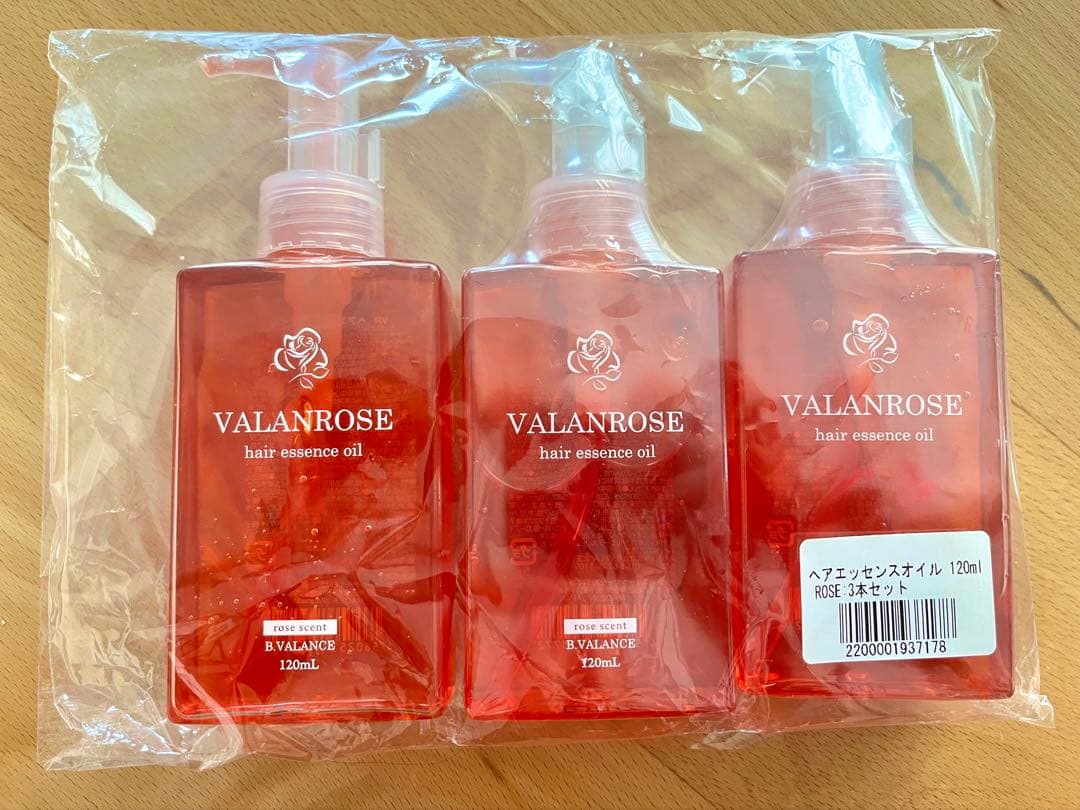 VALANROSE
hair essence oil
rose scent
B.VALANCE
120mL
VALANROSE
hair essence oil
rose scent
B.VALANCE
120mL
VALANROSE
hair essence oil
ヘアエッセンスオイル 120ml
ROSE:3本セット
2200001937178